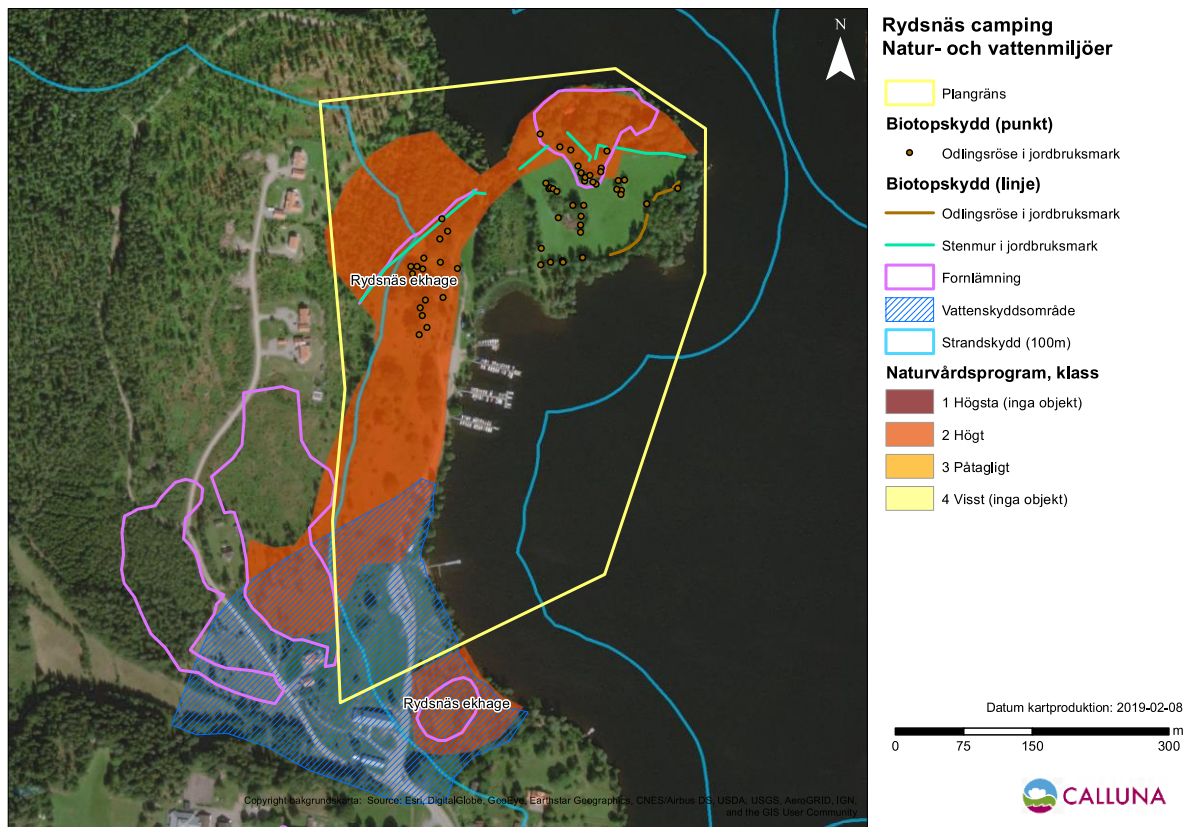 N
Rydsnäs ekhage
Rydsnäs ekhage
Copyright bakgrundskarta: Source: Esri, DigitalGlobe, GeoEye, Earthstar Geographics, CNES/Airbus DS, USDA, USGS, AeroGRID, IGN,
and the GIS User Community
Rydsnäs camping
Natur- och vattenmiljöer
Plangräns
Biotopskydd (punkt)
Odlingsröse i jordbruksmark
Biotopskydd (linje)
Odlingsröse i jordbruksmark
Stenmur i jordbruksmark
Fornlämning
Vattenskyddsområde
Strandskydd (100m)
Naturvårdsprogram, klass
1 Högsta (inga objekt)
2 Högt
3 Påtagligt
4 Visst (inga objekt)
Datum kartproduktion: 2019-02-08
m
0 75 150 300
CALLUNA